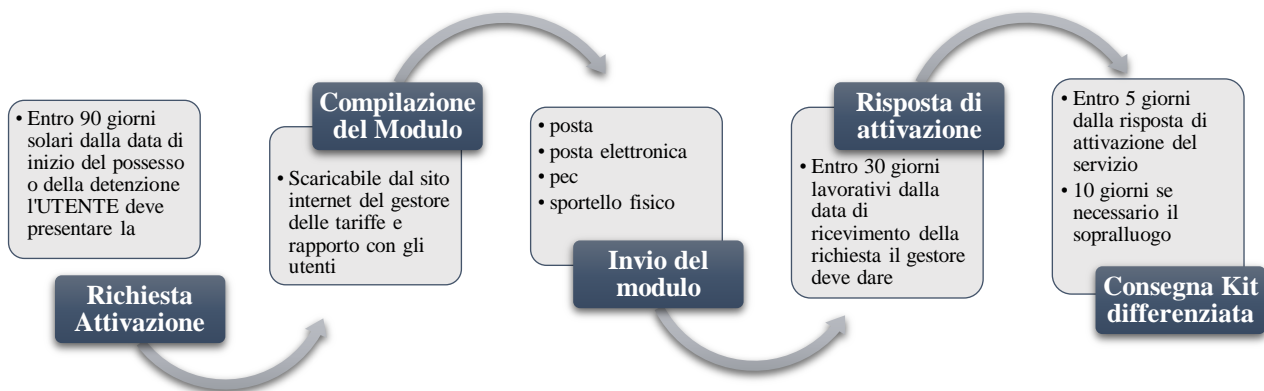 • Entro 90 giorni
solari dalla data di
inizio del possesso
o della detenzione
l'UTENTE deve
presentare la
Richiesta
Attivazione
Compilazione
del Modulo
• Scaricabile dal sito
internet del gestore
delle tariffe e
rapporto con gli
utenti
• posta
• posta elettronica
• pec
• sportello fisico
Invio del
modulo
Risposta di
attivazione
• Entro 30 giorni
lavorativi dalla
data di
ricevimento della
richiesta il gestore
deve dare
• Entro 5 giorni
dalla risposta di
attivazione del
servizio
• 10 giorni se
necessario il
sopralluogo
Consegna Kit
differenziata